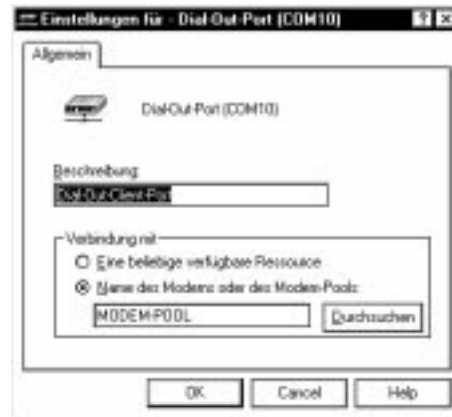 Einstellungen für - Dial-Out-Port (COM10)
Allgemein
Dial-Out-Port (COM10)
Beschreibung:
Dial-Out-Client-Port
Verbindung mit
Eine beliebige verfügbare Ressource
Name des Modems oder des Modem-Pools:
MODEM-POOL
Durchsuchen
OK
Cancel
Help